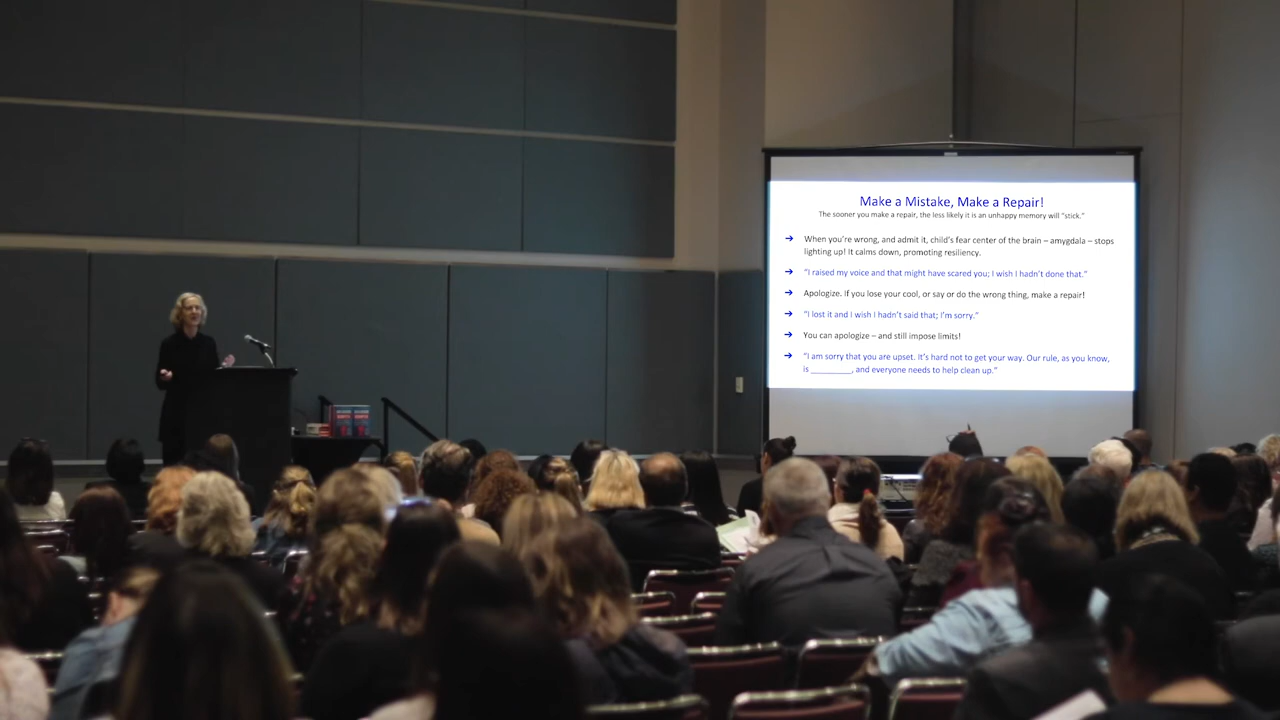 Make a Mistake, Make a Repair!
The sooner you make a repair, the less likely it is an unhappy memory will “stick.”
➔ When you’re wrong, and admit it, child’s fear center of the brain – amygdala – stops
lighting up! It calms down, promoting resiliency.
➔ “I raised my voice and that might have scared you; I wish I hadn’t done that.”
➔ Apologize. If you lose your cool, or say or do the wrong thing, make a repair!
➔ “I lost it and I wish I hadn’t said that; I’m sorry.”
➔ You can apologize – and still impose limits!
➔ “I am sorry that you are upset. It’s hard not to get your way. Our rule, as you know,
is _________, and everyone needs to help clean up.”